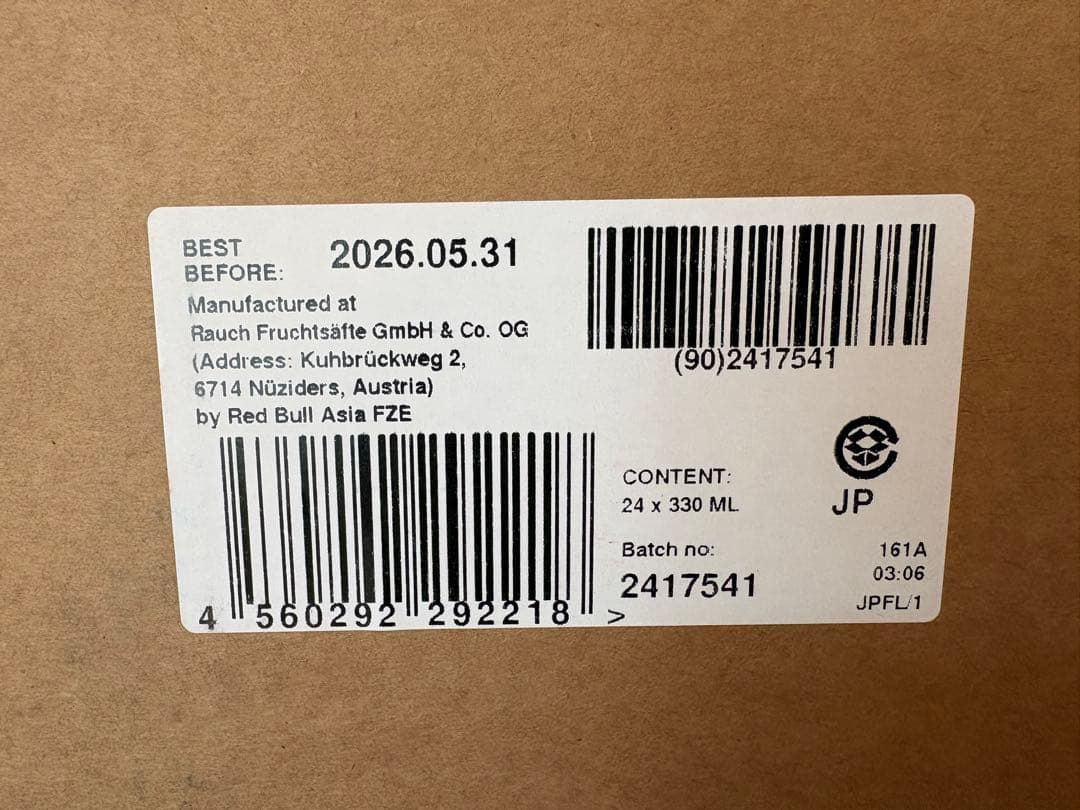 BEST
BEFORE: 2026.05.31
Manufactured at
Rauch Fruchtsäfte GmbH & Co. OG
(Address: Kuhbrückweg 2,
6714 Nüziders, Austria)
by Red Bull Asia FZE
4 560292 292218 >
(90)2417541
CONTENT:
24 x 330 ML
JP
Batch no:
2417541
161A
03:06
JPFL/1